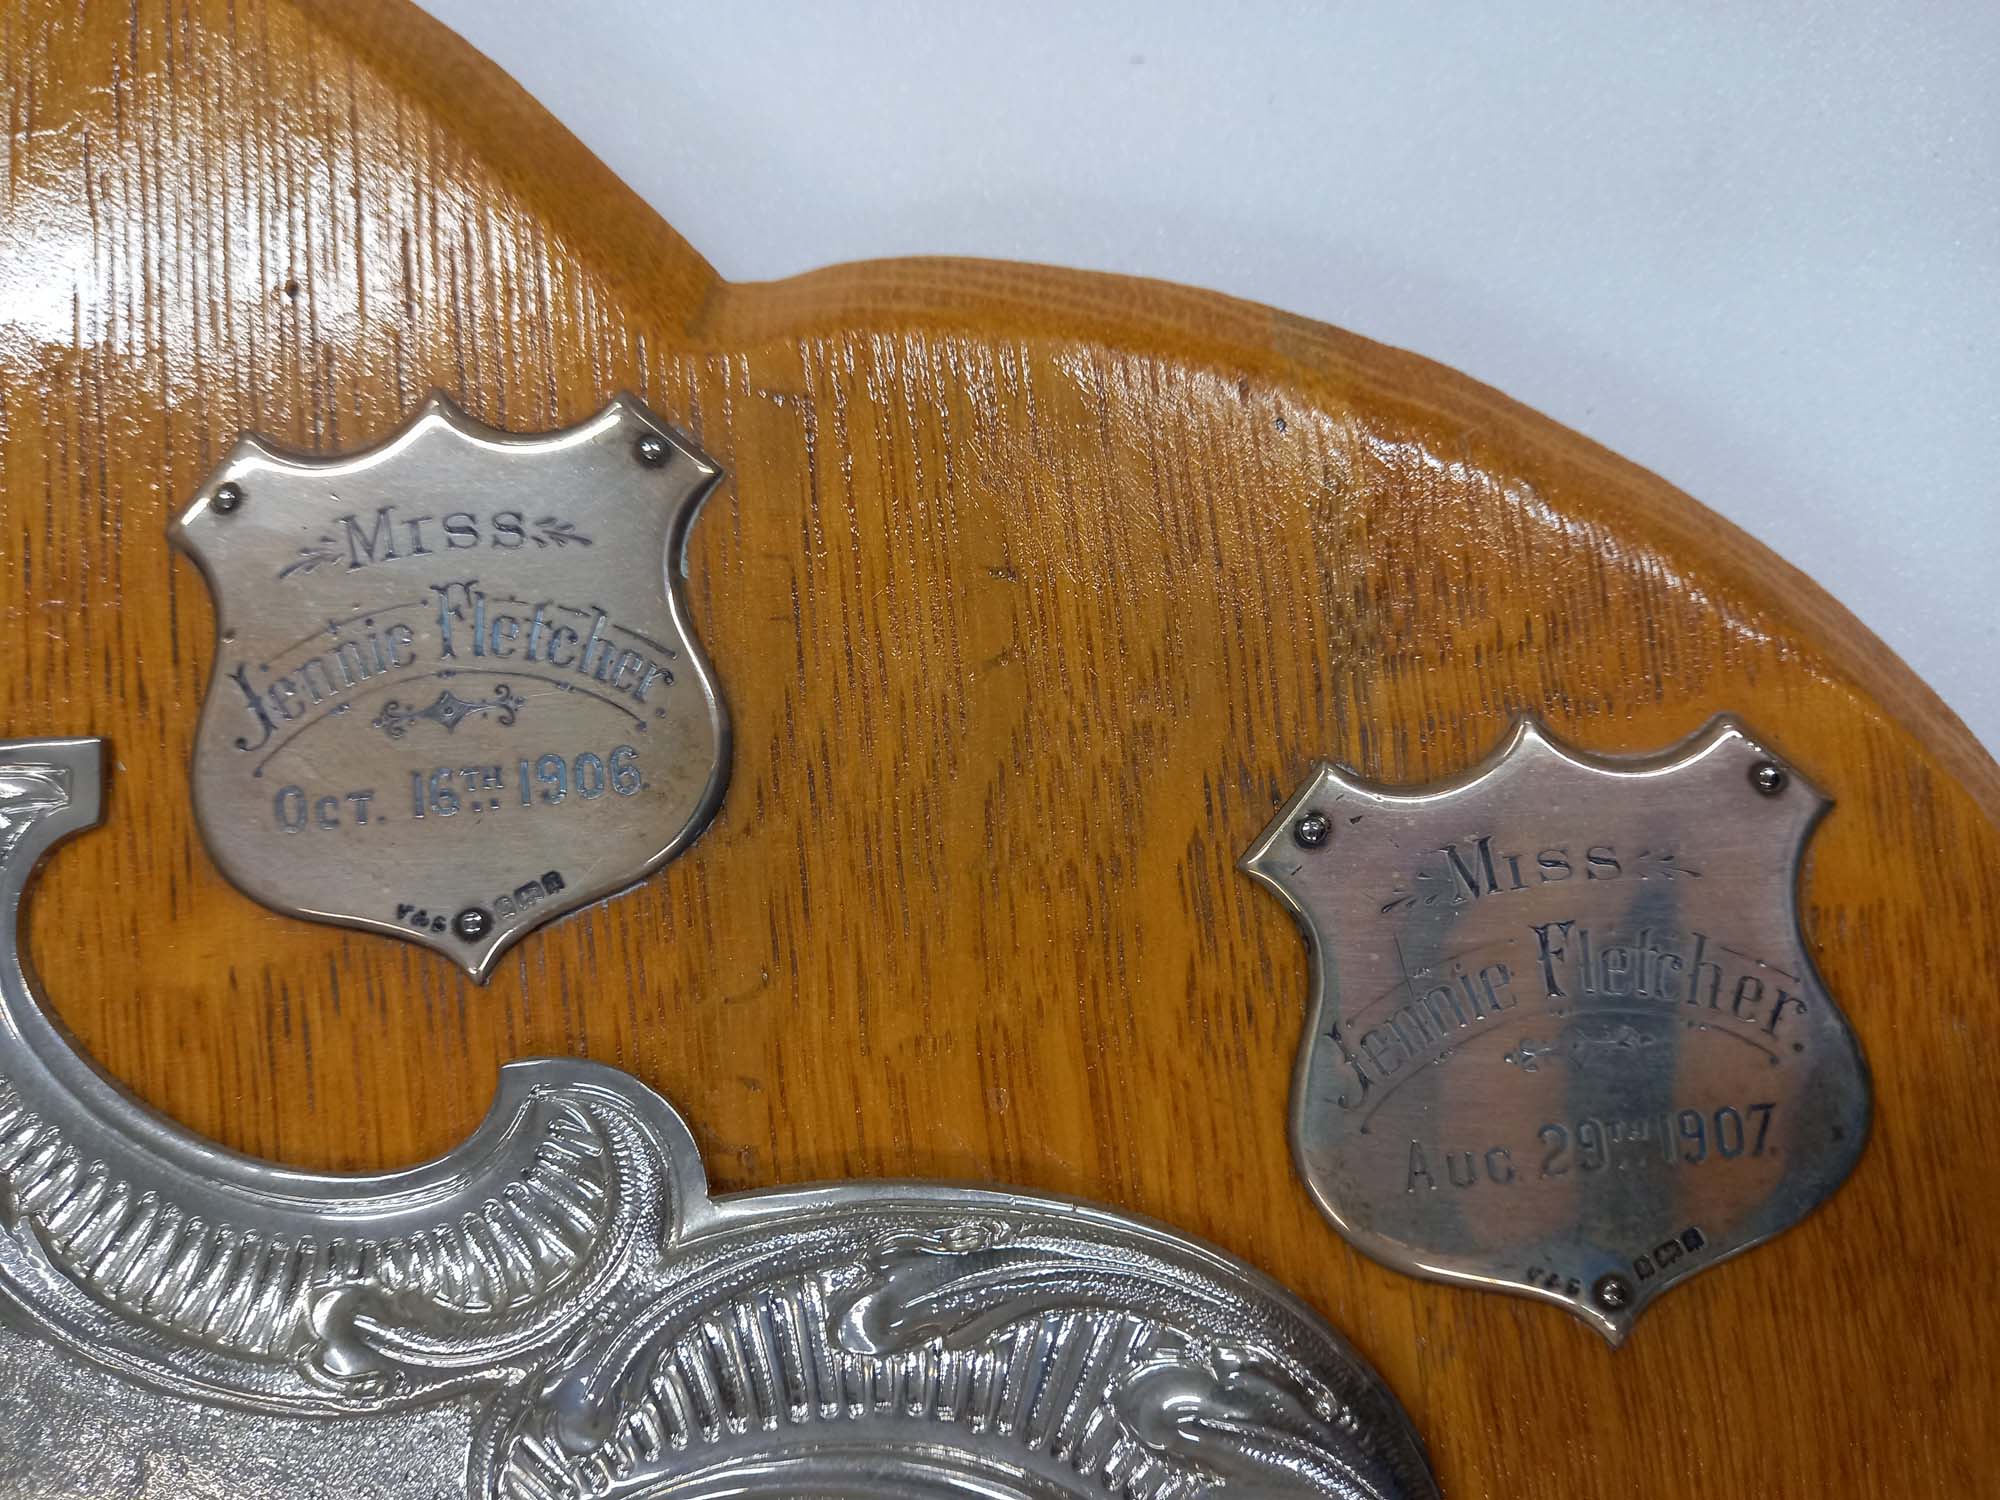 Miss
Jennie Fletcher.
Oct. 16TH 1906.
V&S
Miss
Jennie Fletcher.
Aug. 29TH 1907.
V&S